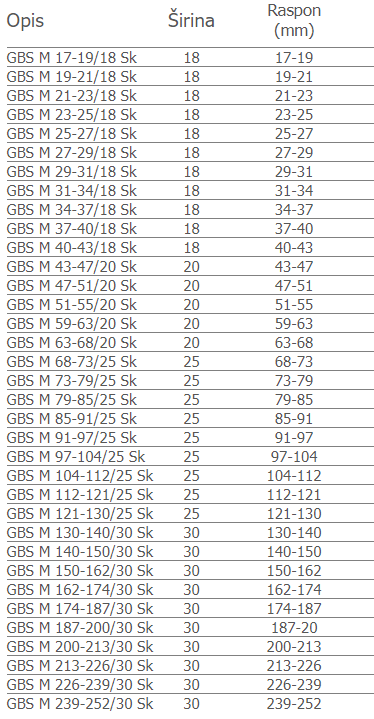 Opis Širina Raspon
(mm)
GBS M 17-19/18 Sk 18 17-19
GBS M 19-21/18 Sk 18 19-21
GBS M 21-23/18 Sk 18 21-23
GBS M 23-25/18 Sk 18 23-25
GBS M 25-27/18 Sk 18 25-27
GBS M 27-29/18 Sk 18 27-29
GBS M 29-31/18 Sk 18 29-31
GBS M 31-34/18 Sk 18 31-34
GBS M 34-37/18 Sk 18 34-37
GBS M 37-40/18 Sk 18 37-40
GBS M 40-43/18 Sk 18 40-43
GBS M 43-47/20 Sk 20 43-47
GBS M 47-51/20 Sk 20 47-51
GBS M 51-55/20 Sk 20 51-55
GBS M 59-63/20 Sk 20 59-63
GBS M 63-68/20 Sk 20 63-68
GBS M 68-73/25 Sk 25 68-73
GBS M 73-79/25 Sk 25 73-79
GBS M 79-85/25 Sk 25 79-85
GBS M 85-91/25 Sk 25 85-91
GBS M 91-97/25 Sk 25 91-97
GBS M 97-104/25 Sk 25 97-104
GBS M 104-112/25 Sk 25 104-112
GBS M 112-121/25 Sk 25 112-121
GBS M 121-130/25 Sk 25 121-130
GBS M 130-140/30 Sk 30 130-140
GBS M 140-150/30 Sk 30 140-150
GBS M 150-162/30 Sk 30 150-162
GBS M 162-174/30 Sk 30 162-174
GBS M 174-187/30 Sk 30 174-187
GBS M 187-200/30 Sk 30 187-20
GBS M 200-213/30 Sk 30 200-213
GBS M 213-226/30 Sk 30 213-226
GBS M 226-239/30 Sk 30 226-239
GBS M 239-252/30 Sk 30 239-252